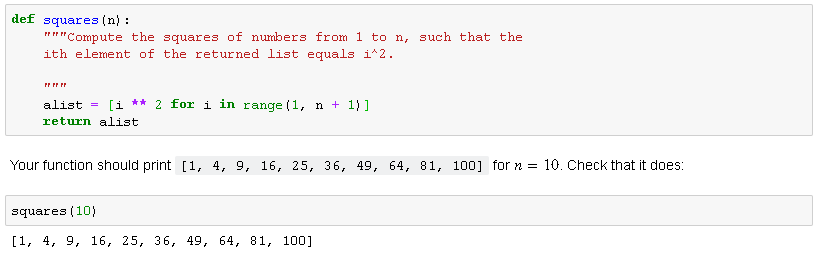 def squares(n):
    """Compute the squares of numbers from 1 to n, such that the
    ith element of the returned list equals i^2.
    """
    alist = [i ** 2 for i in range(1, n + 1)]
    return alist
Your function should print [1, 4, 9, 16, 25, 36, 49, 64, 81, 100] for n = 10. Check that it does:
squares(10)
[1, 4, 9, 16, 25, 36, 49, 64, 81, 100]